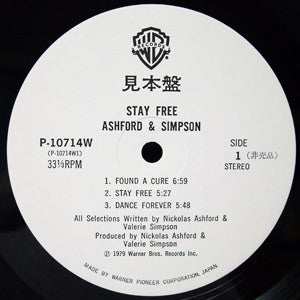 WB
RECORDS
見本盤
STAY FREE
ASHFORD & SIMPSON
P-10714W
(P-10714W1)
33⅓RPM
SIDE
1 (非売品)
STEREO
1. FOUND A CURE 6:59
2. STAY FREE 5:27
3. DANCE FOREVER 5:48
All Selections Written by Nickolas Ashford &
Valerie Simpson
Produced by Nickolas Ashford &
Valerie Simpson
Ⓟ 1979 Warner Bros. Records Inc.
MADE BY WARNER PIONEER CORPORATION, JAPAN.